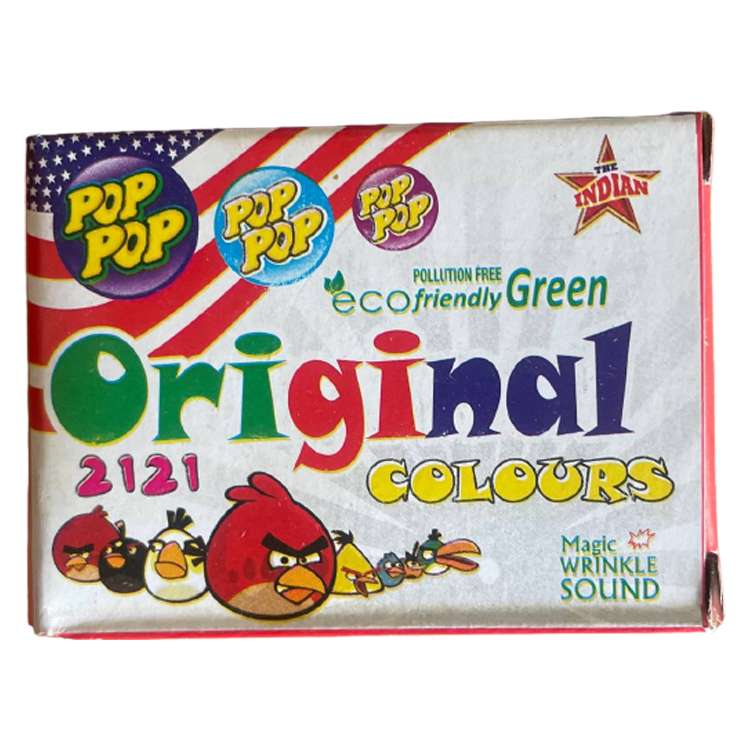 POP
POP
POP
POP
POP
POP
THE
INDIAN
POLLUTION FREE
eco friendly Green
Original
2121
COLOURS
Magic
WRINKLE
SOUND